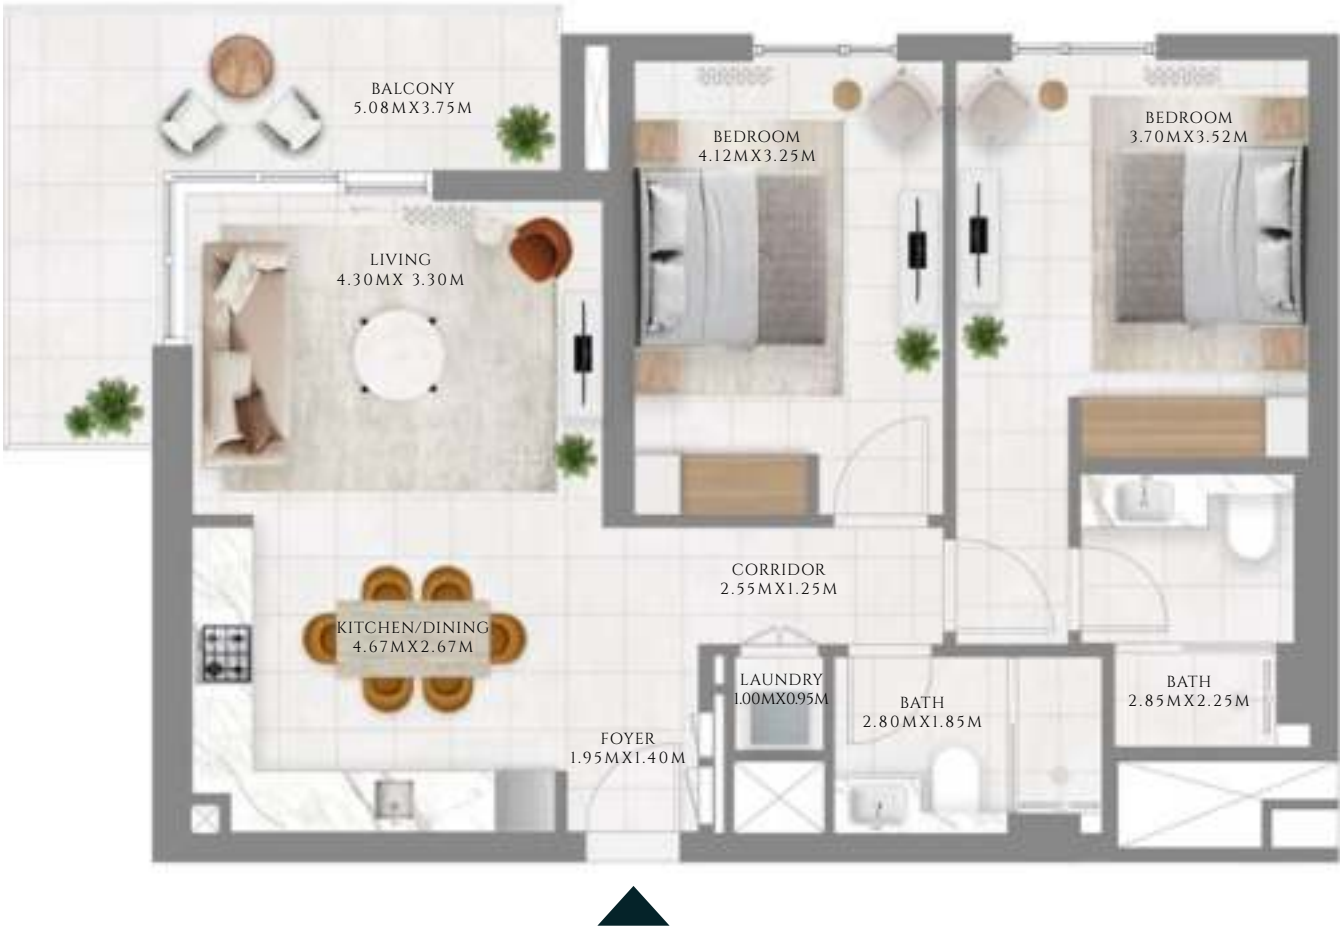 BALCONY
5.08MX3.75M
BEDROOM
4.12MX3.25M
BEDROOM
3.70MX3.52M
LIVING
4.30MX 3.30M
CORRIDOR
2.55MX1.25M
KITCHEN/DINING
4.67MX2.67M
LAUNDRY
1.00MX0.95M
BATH
2.80MX1.85M
BATH
2.85MX2.25M
FOYER
1.95MX1.40M